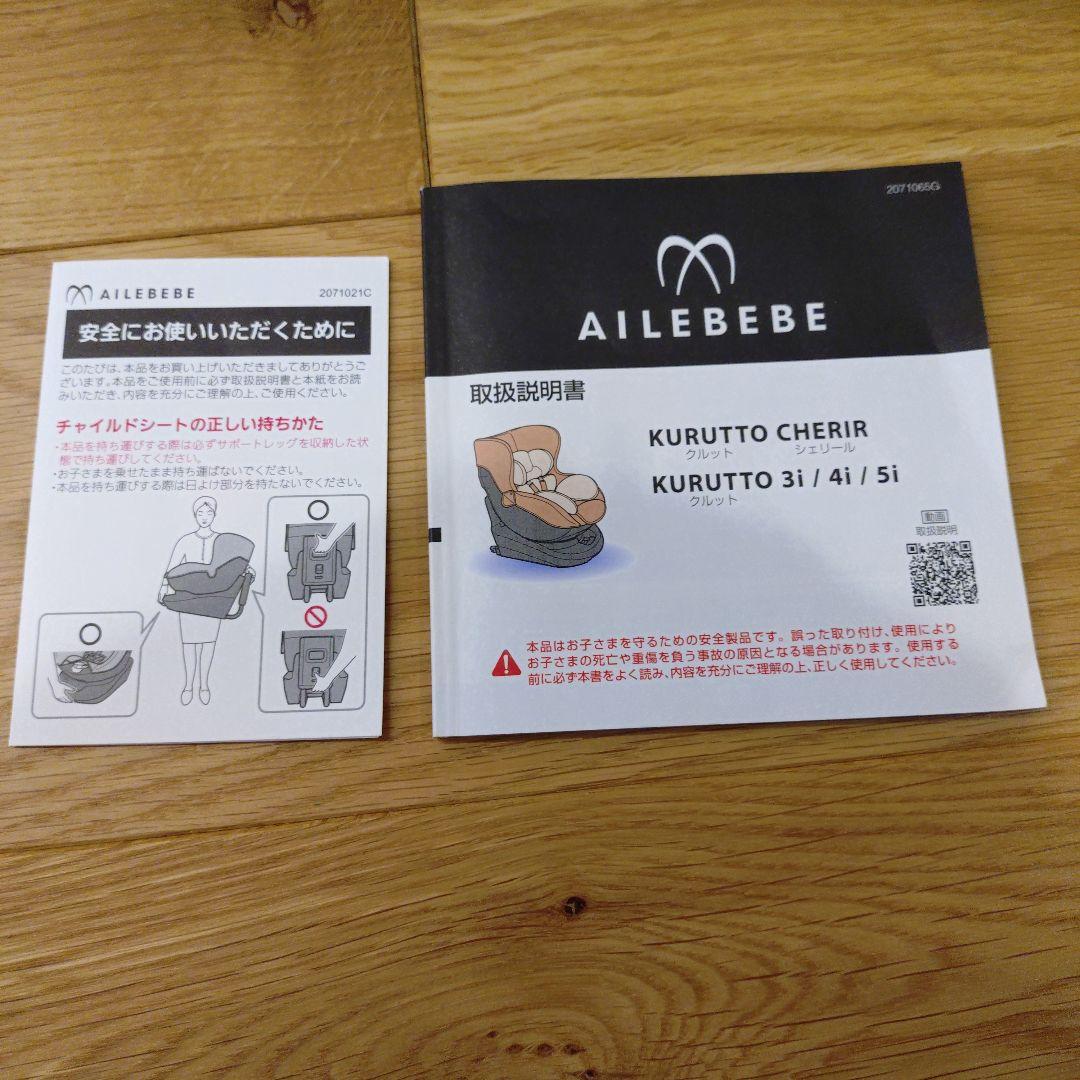 AILEBEBE
2071021C
安全にお使いいただくために
このたびは、本品をお買い上げいただきましてありがとうご
ざいます。本品をご使用前に必ず取扱説明書と本紙をお読
みいただき、内容を充分にご理解の上、ご使用ください。
チャイルドシートの正しい持ちかた
・本品を持ち運びする際は必ずサポートレッグを収納した状
態で持ち運びしてください。
・お子さまを乗せたまま持ち運ばないでください。
・本品を持ち運びする際は日よけ部分を持たないでください。
2071065G
AILEBEBE
取扱説明書
KURUTTO CHERIR
クルット シェリール
KURUTTO 3i / 4i / 5i
クルット
動画
取扱説明
本品はお子さまを守るための安全製品です。誤った取り付け、使用により
お子さまの死亡や重傷を負う事故の原因となる場合があります。使用する
前に必ず本書をよく読み、内容を充分にご理解の上、正しく使用してください。